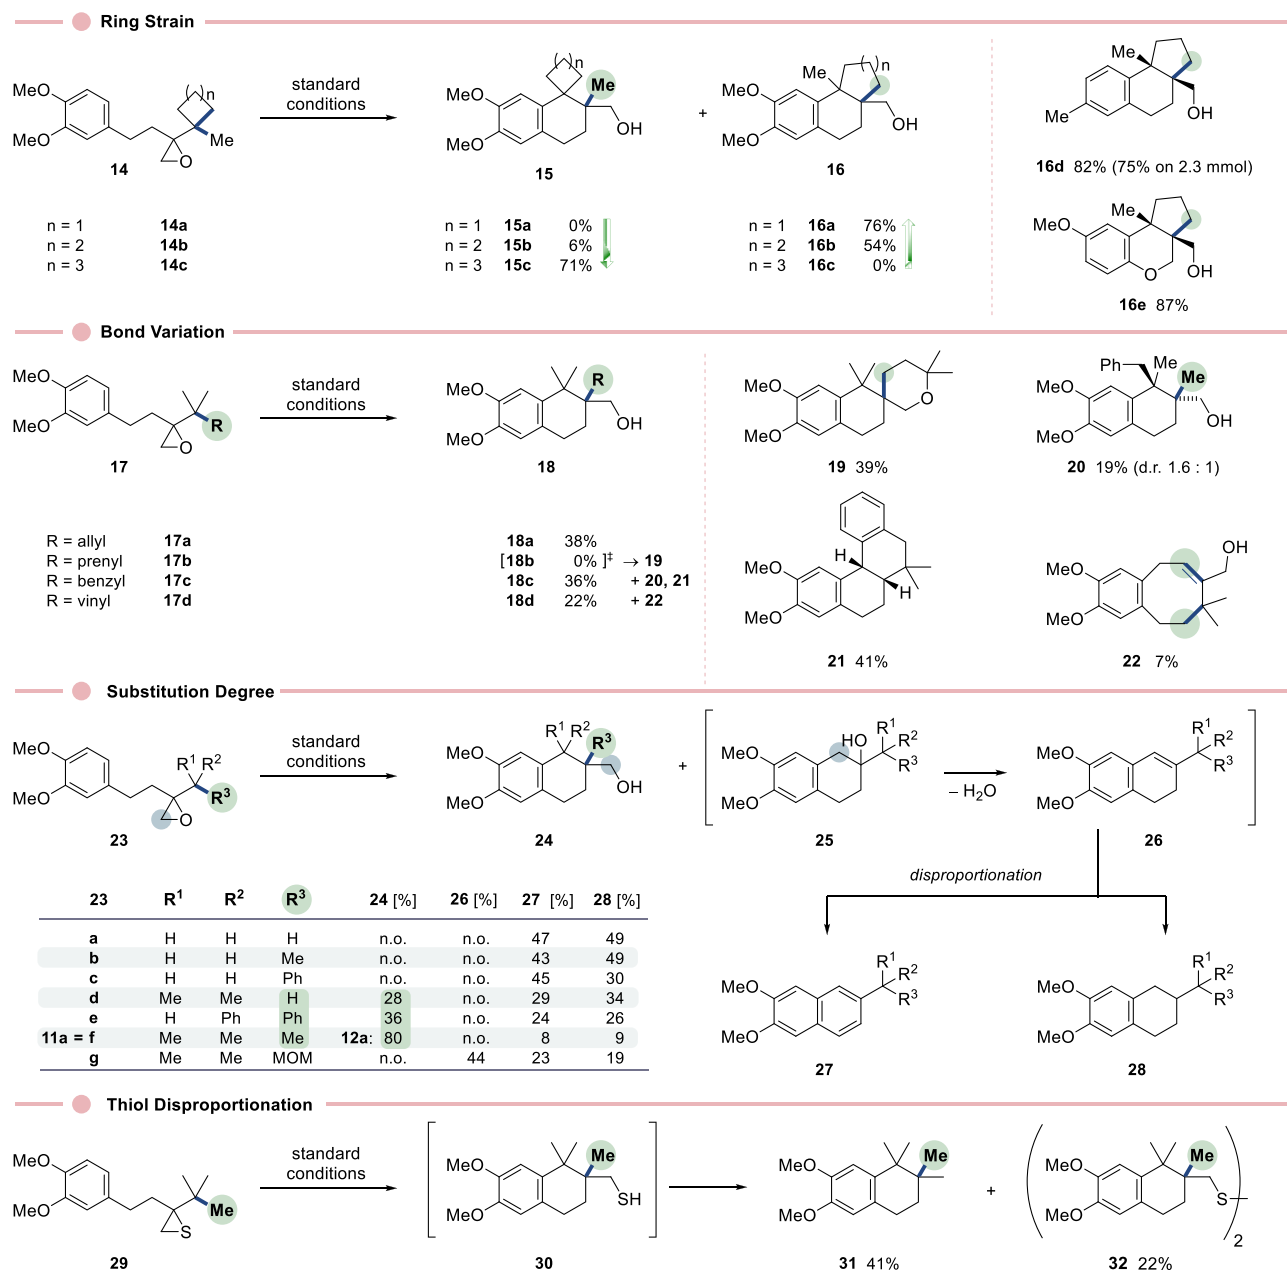 Ring Strain
MeO
MeO
( )n
Me
O
14
standard
conditions
MeO
MeO
( )n
Me
OH
15
+
MeO
MeO
Me
( )n
OH
16
Me
Me
OH
16d 82% (75% on 2.3 mmol)
MeO
Me
O
OH
16e 87%
n = 1 14a
n = 2 14b
n = 3 14c
n = 1 15a 0%
n = 2 15b 6%
n = 3 15c 71%
n = 1 16a 76%
n = 2 16b 54%
n = 3 16c 0%
Bond Variation
MeO
MeO
R
O
17
standard
conditions
MeO
MeO
R
OH
18
MeO
MeO
O
19 39%
Ph
Me
Me
MeO
MeO
OH
20 19% (d.r. 1.6 : 1)
R = allyl 17a
R = prenyl 17b
R = benzyl 17c
R = vinyl 17d
18a 38%
[18b 0% ]‡ → 19
18c 36% + 20, 21
18d 22% + 22
H
H
MeO
MeO
21 41%
MeO
MeO
OH
22 7%
Substitution Degree
MeO
MeO
R1 R2
R3
O
23
standard
conditions
R1 R2
R3
MeO
MeO
OH
24
+
MeO
MeO
HO
R1
R2
R3
25
– H2O
MeO
MeO
R1
R2
R3
26
disproportionation
MeO
MeO
R1
R2
R3
27
MeO
MeO
R1
R2
R3
28
23 R1 R2 R3 24 [%] 26 [%] 27 [%] 28 [%]
a H H H n.o. n.o. 47 49
b H H Me n.o. n.o. 43 49
c H H Ph n.o. n.o. 45 30
d Me Me H 28 n.o. 29 34
e H Ph Ph 36 n.o. 24 26
11a = f Me Me Me 12a: 80 n.o. 8 9
g Me Me MOM n.o. 44 23 19
Thiol Disproportionation
MeO
MeO
Me
S
29
standard
conditions
MeO
MeO
Me
SH
30
MeO
MeO
Me
31 41%
+
MeO
MeO
Me
S
2
32 22%